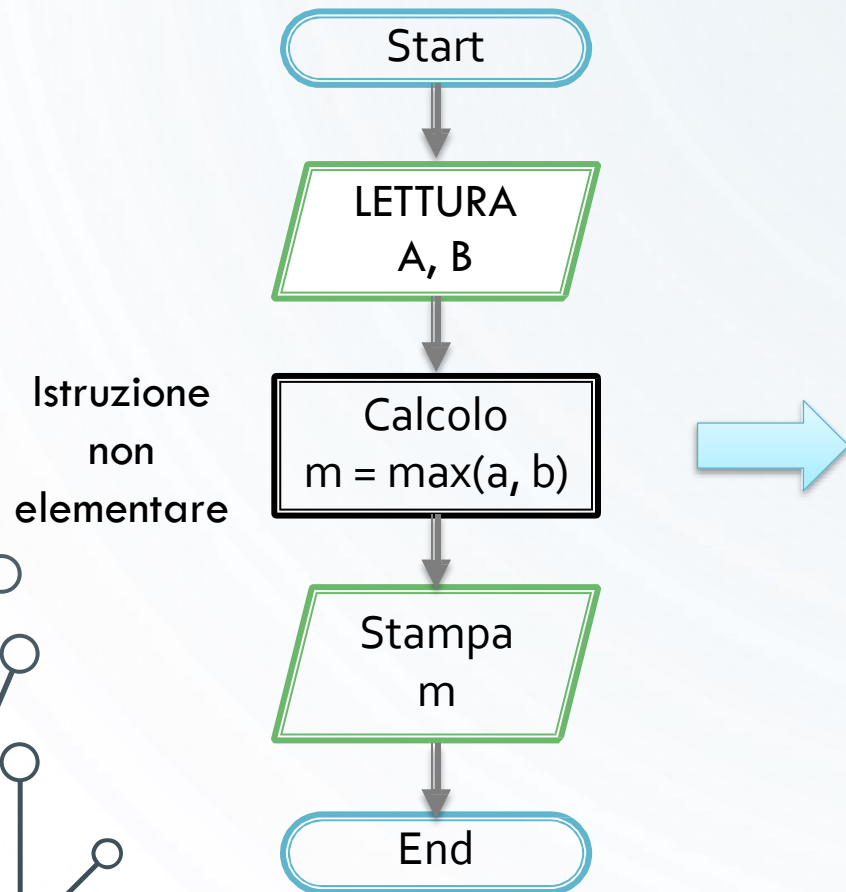 Start
LETTURA
A, B
Istruzione
non
elementare
Calcolo
m = max(a, b)
Stampa
m
End